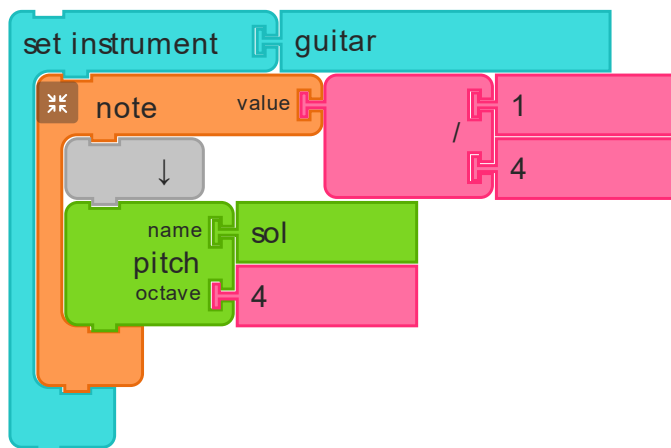 set instrument guitar
note value / 1
4
↓
name sol
pitch
octave 4